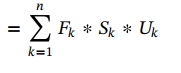 = \sum_{k=1}^{n} F_k * S_k * U_k